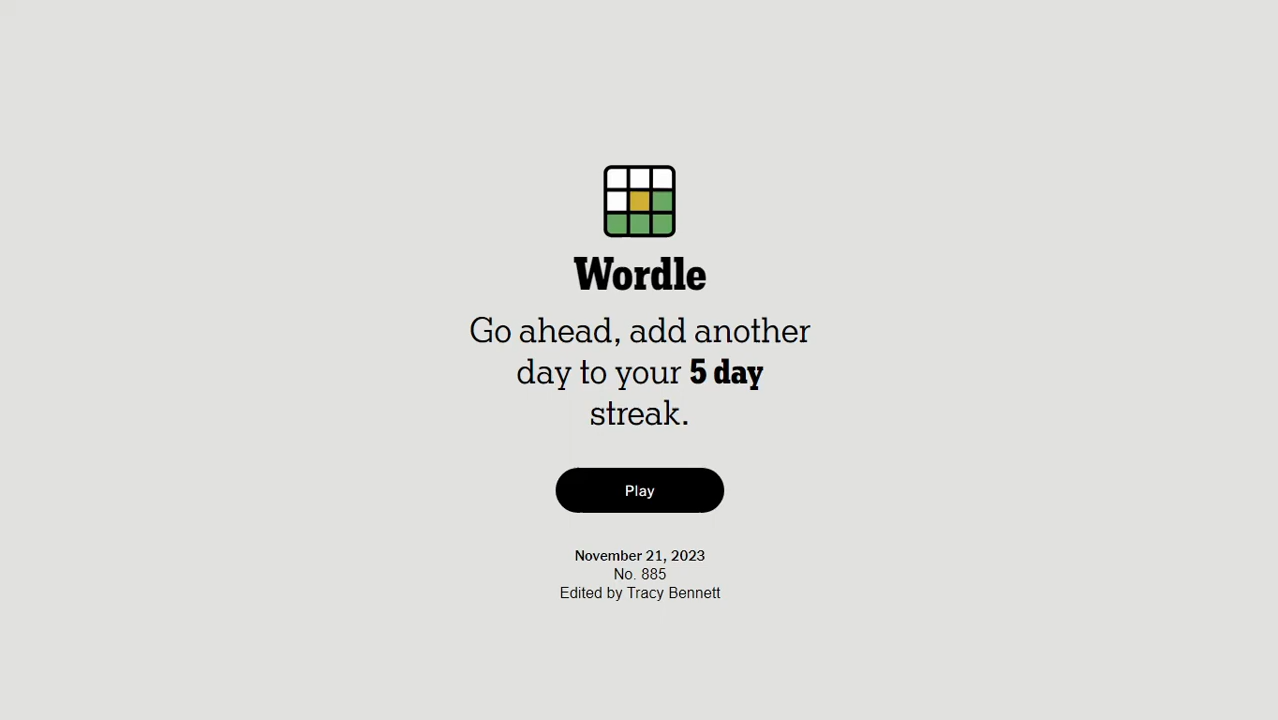 Wordle
Go ahead, add another
day to your 5 day
streak.
Play
November 21, 2023
No. 885
Edited by Tracy Bennett